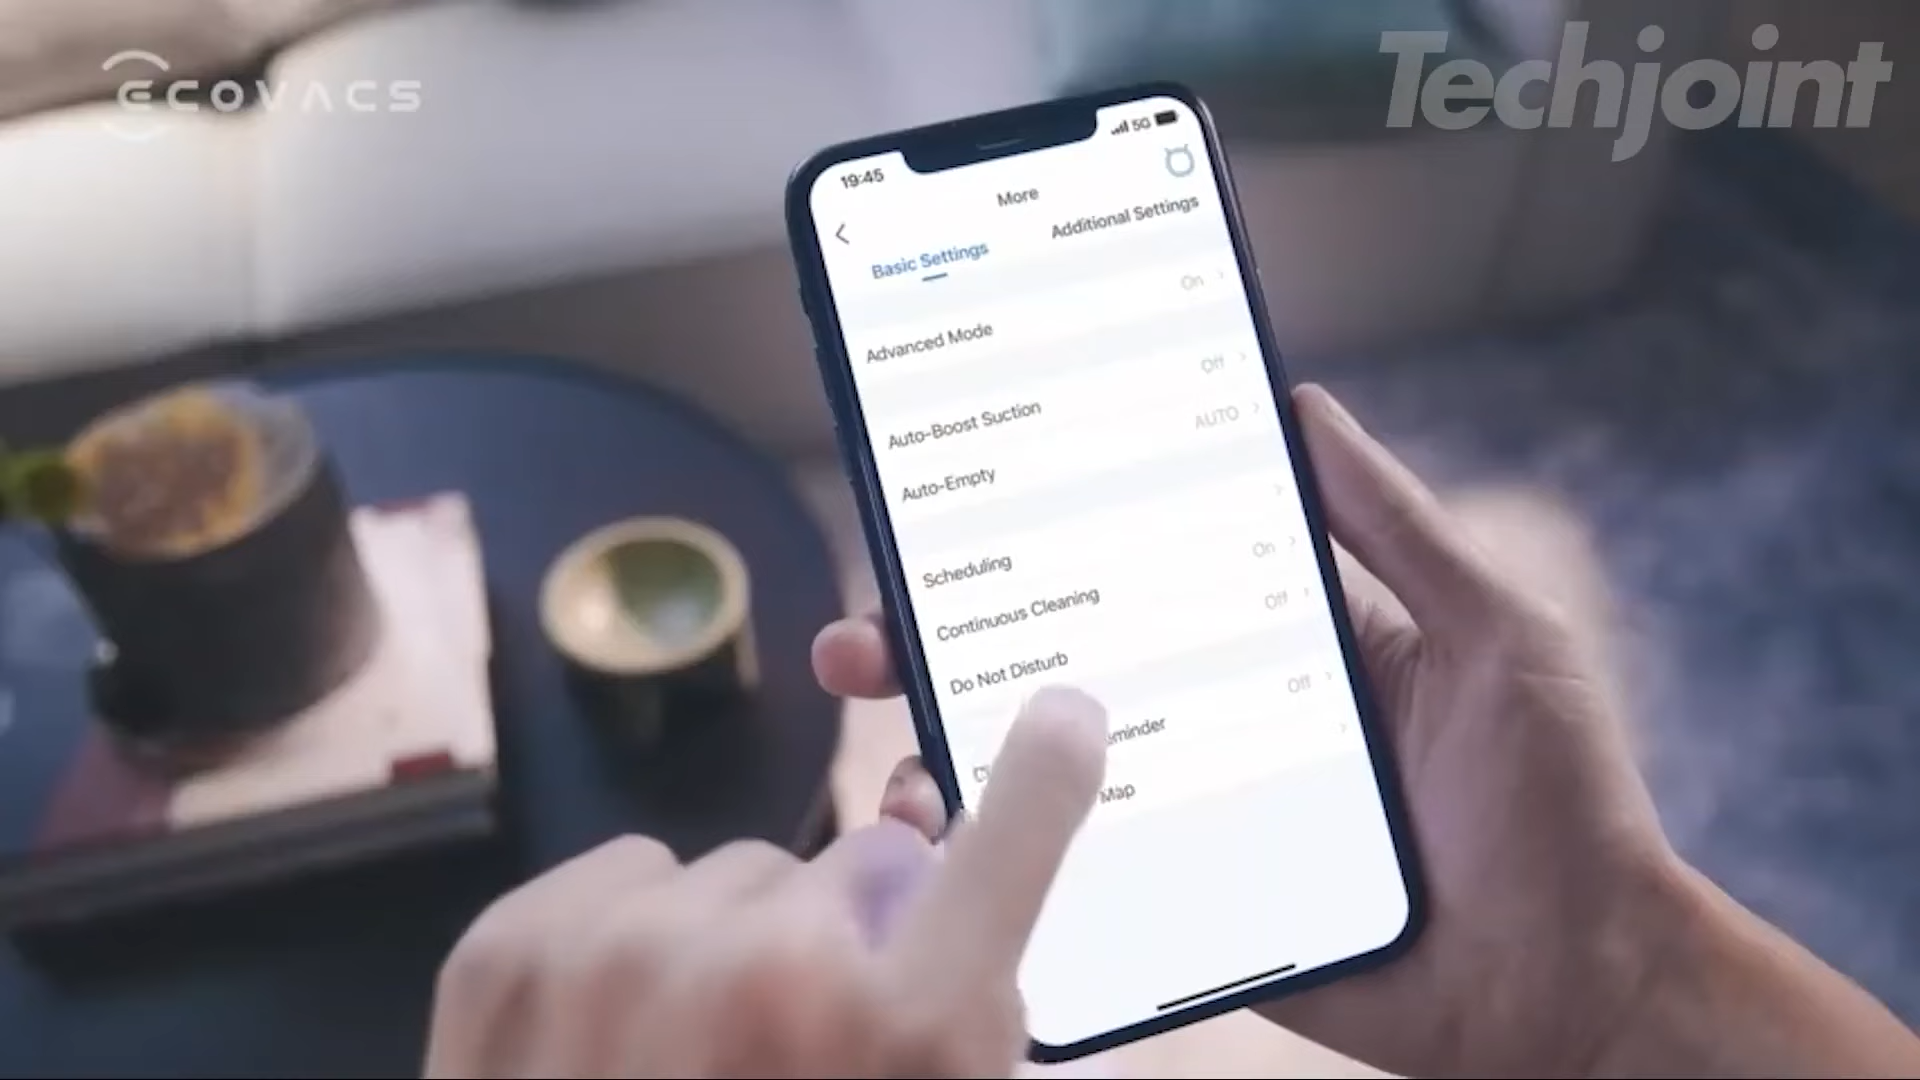 ECOVACS
Techjoint
19:45
5G
More
Basic Settings
Additional Settings
Advanced Mode
On
Auto-Boost Suction
Off
Auto-Empty
AUTO
Scheduling
Continuous Cleaning
On
Do Not Disturb
Off
eminder
Off
Map